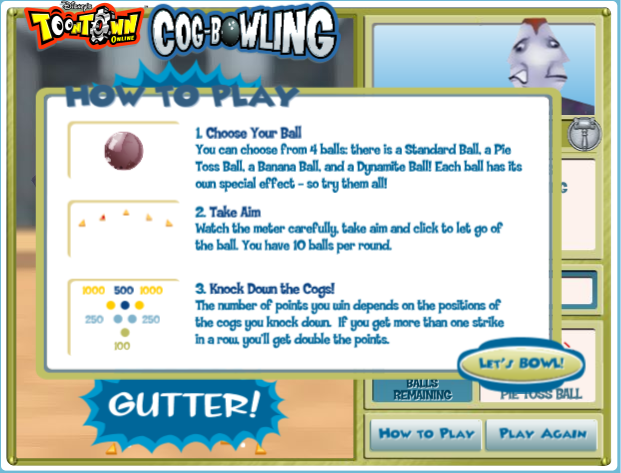 Disney's
TOONTOWN
ONLINE
COG-BOWLING
HOW TO PLAY
1. Choose Your Ball
You can choose from 4 balls: there is a Standard Ball, a Pie
Toss Ball, a Banana Ball, and a Dynamite Ball! Each ball has its
own special effect - so try them all!
2. Take Aim
Watch the meter carefully, take aim and click to let go of
the ball. You have 10 balls per round.
1000 500 1000
250 250
100
3. Knock Down the Cogs!
The number of points you win depends on the positions of
the cogs you knock down. If you get more than one strike
in a row, you'll get double the points.
LET'S BOWL!
GUTTER!
BALLS
REMAINING
PIE TOSS BALL
HOW TO PLAY
PLAY AGAIN